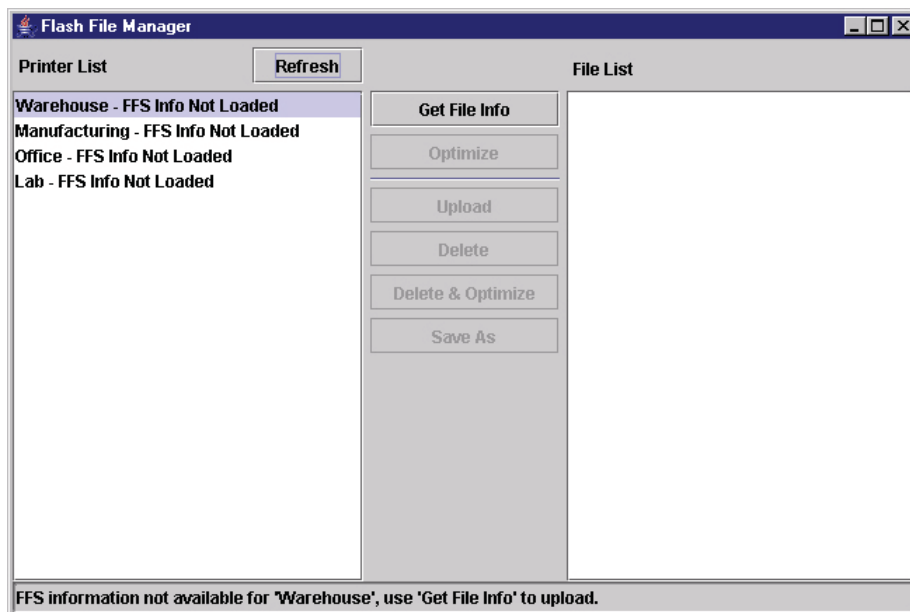 Flash File Manager
Printer List
Refresh
File List
Warehouse - FFS Info Not Loaded
Manufacturing - FFS Info Not Loaded
Office - FFS Info Not Loaded
Lab - FFS Info Not Loaded
Get File Info
Optimize
Upload
Delete
Delete & Optimize
Save As
FFS information not available for 'Warehouse', use 'Get File Info' to upload.